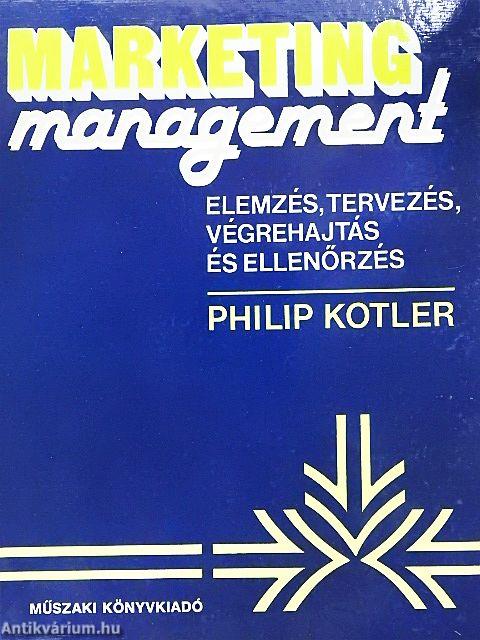 MARKETING
management
ELEMZÉS, TERVEZÉS,
VÉGREHAJTÁS
ÉS ELLENŐRZÉS
PHILIP KOTLER
MŰSZAKI KÖNYVKIADÓ
Antikvárium.hu